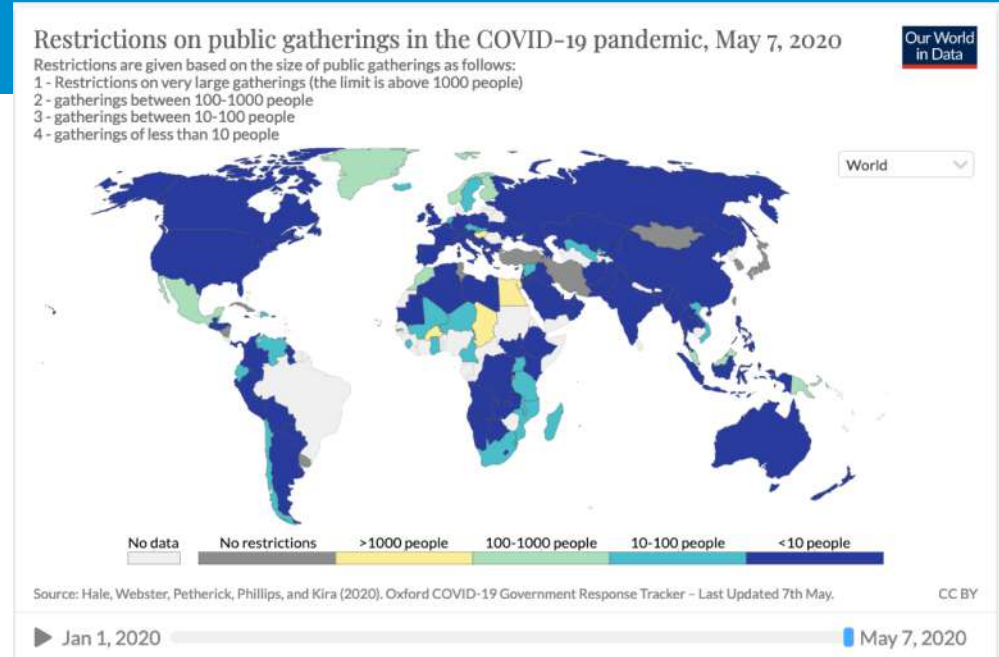 Restrictions on public gatherings in the COVID-19 pandemic, May 7, 2020
Our World
in Data
Restrictions are given based on the size of public gatherings as follows:
1 - Restrictions on very large gatherings (the limit is above 1000 people)
2 - gatherings between 100-1000 people
3 - gatherings between 10-100 people
4 - gatherings of less than 10 people
World
No data
No restrictions
>1000 people
100-1000 people
10-100 people
<10 people
Source: Hale, Webster, Petherick, Phillips, and Kira (2020). Oxford COVID-19 Government Response Tracker – Last Updated 7th May.
CC BY
Jan 1, 2020
May 7, 2020